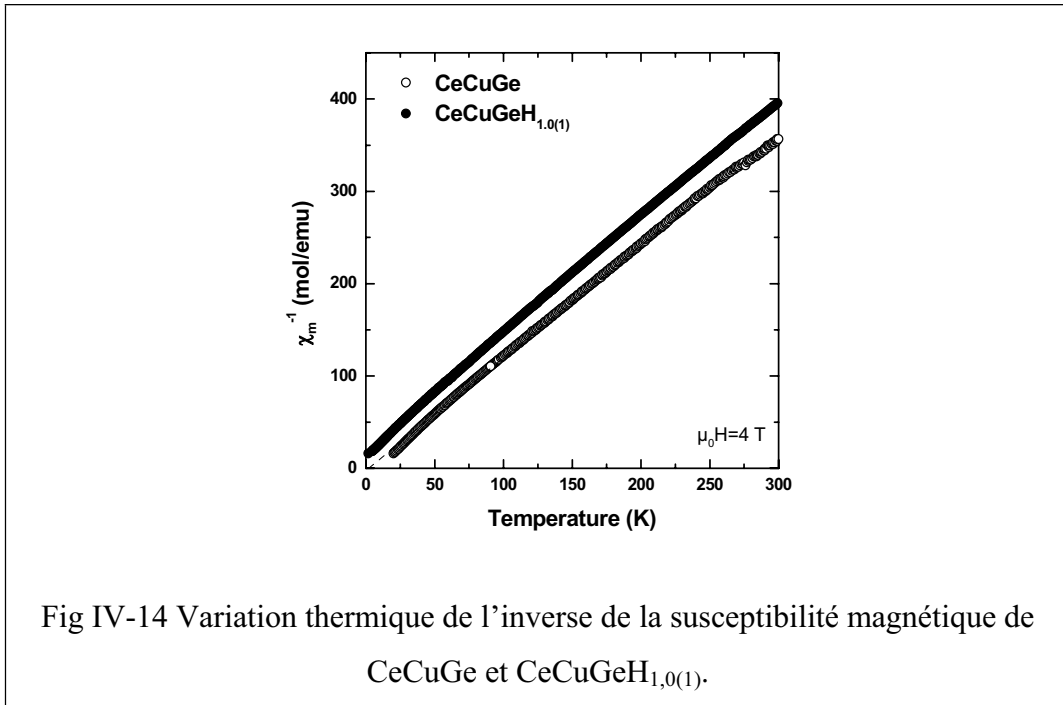 CeCuGe
CeCuGeH1.0(1)
400
300
200
100
0
χm-1 (mol/emu)
μ0H=4 T
0 50 100 150 200 250 300
Temperature (K)
Fig IV-14 Variation thermique de l’inverse de la susceptibilité magnétique de
CeCuGe et CeCuGeH1,0(1).